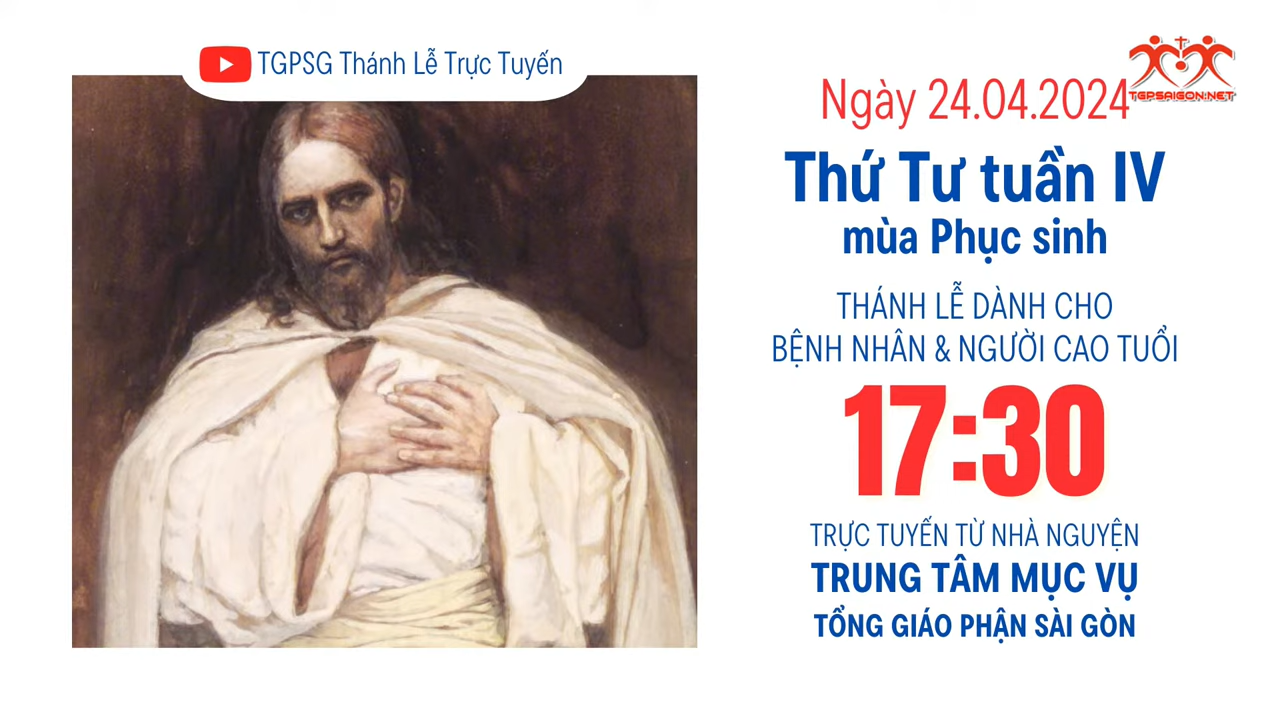 TGPSG Thánh Lễ Trực Tuyến
TGPSAIGON.NET
Ngày 24.04.2024
Thứ Tư tuần IV
mùa Phục sinh
THÁNH LỄ DÀNH CHO
BỆNH NHÂN & NGƯỜI CAO TUỔI
17:30
TRỰC TUYẾN TỪ NHÀ NGUYỆN
TRUNG TÂM MỤC VỤ
TỔNG GIÁO PHẬN SÀI GÒN